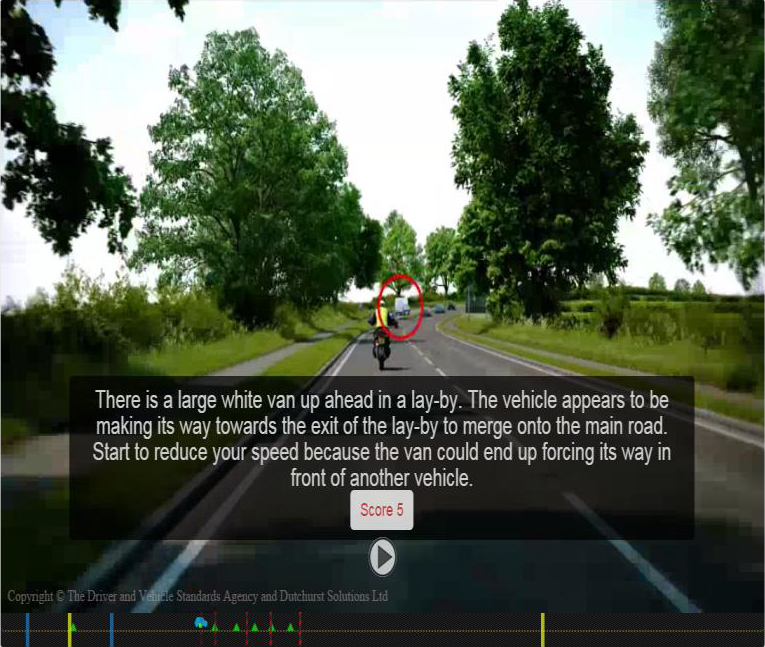 There is a large white van up ahead in a lay-by. The vehicle appears to be
making its way towards the exit of the lay-by to merge onto the main road.
Start to reduce your speed because the van could end up forcing its way in
front of another vehicle.
Score 5
Copyright © The Driver and Vehicle Standards Agency and Dutchurst Solutions Ltd